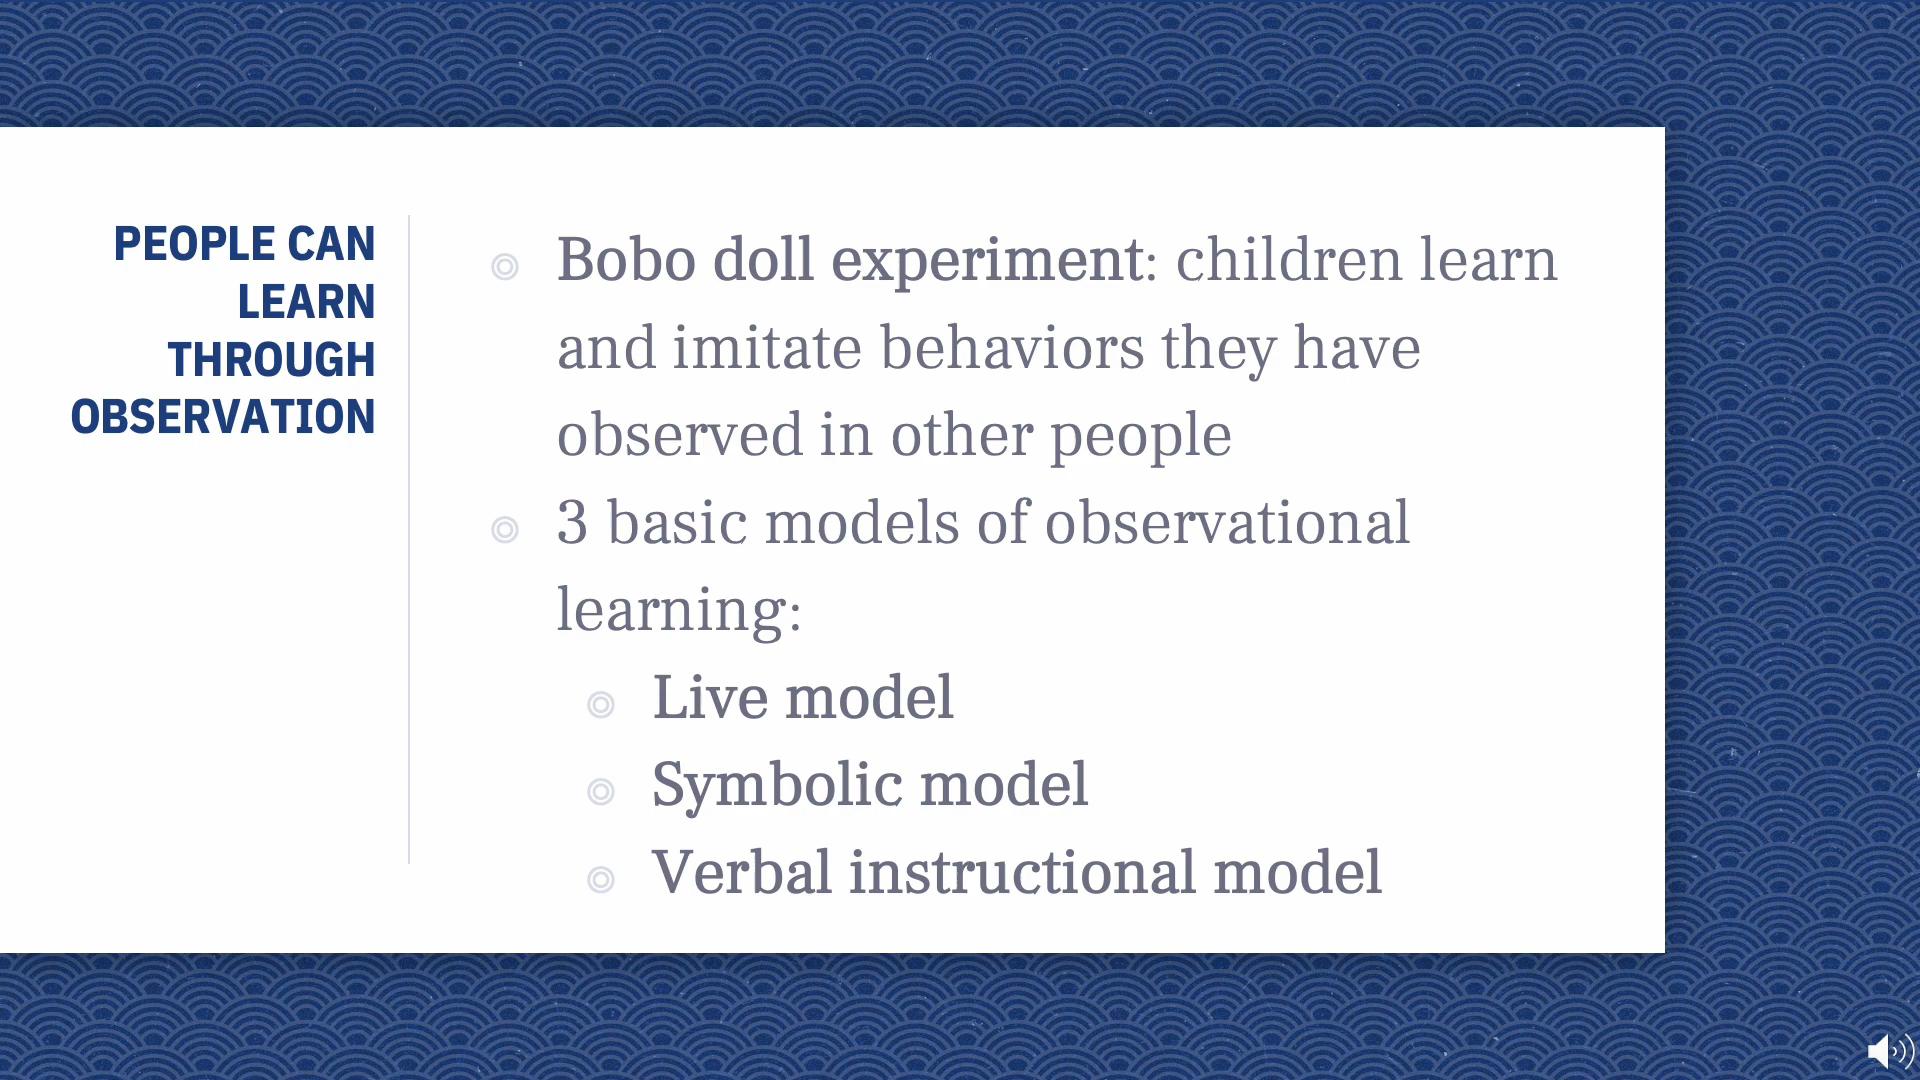 PEOPLE CAN
LEARN
THROUGH
OBSERVATION
Bobo doll experiment: children learn
and imitate behaviors they have
observed in other people
3 basic models of observational
learning:
Live model
Symbolic model
Verbal instructional model